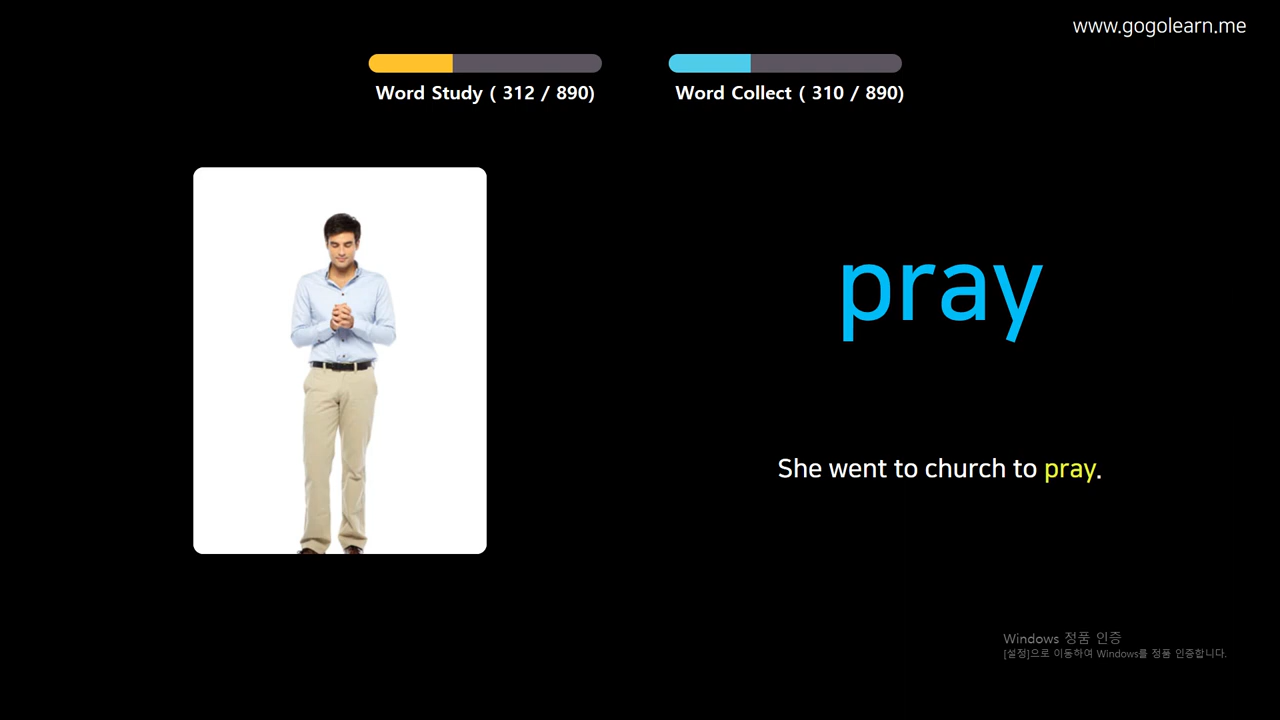 www.gogolearn.me
Word Study ( 312 / 890)
Word Collect ( 310 / 890)
pray
She went to church to pray.
Windows 정품 인증
[설정]으로 이동하여 Windows를 정품 인증합니다.